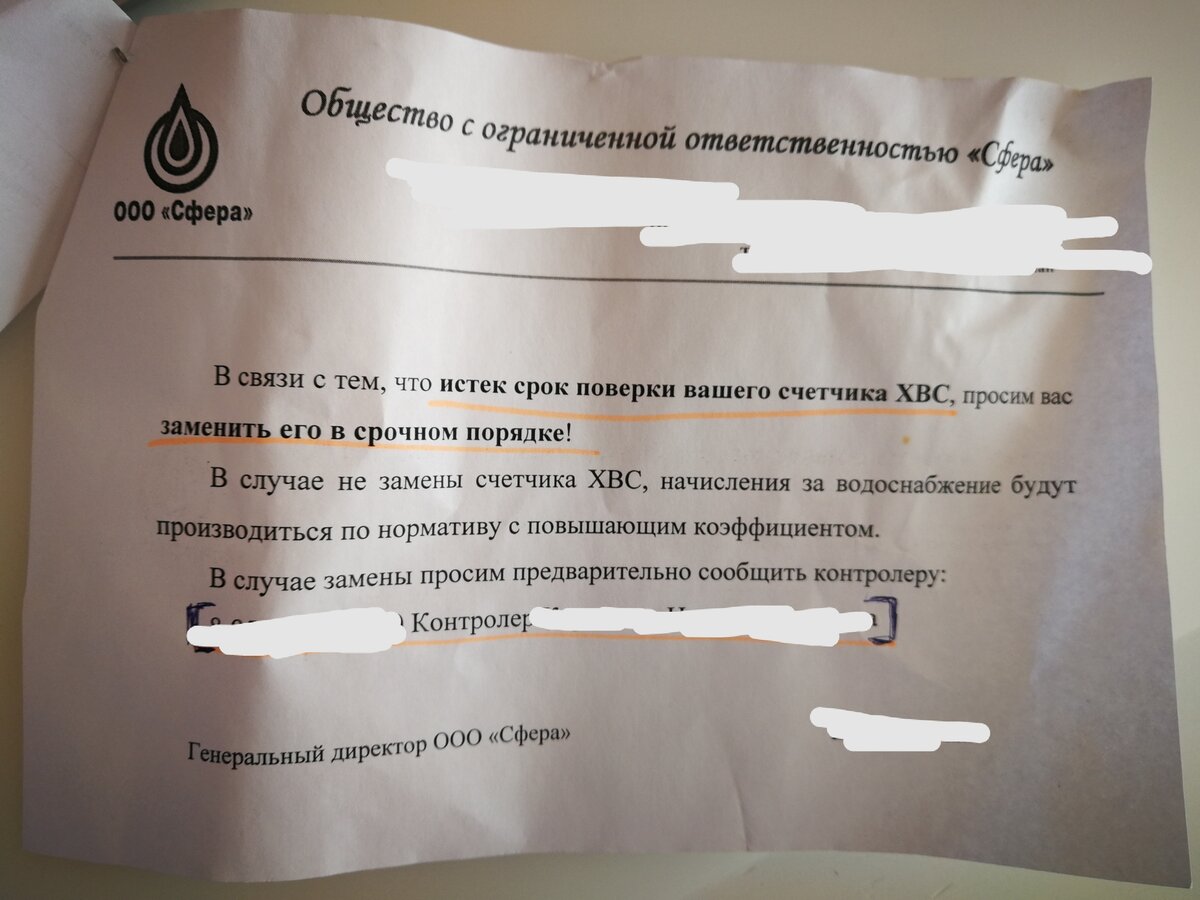 Общество с ограниченной ответственностью «Сфера»
ООО «Сфера»
В связи с тем, что истек срок поверки вашего счетчика ХВС, просим вас
заменить его в срочном порядке!
В случае не замены счетчика ХВС, начисления за водоснабжение будут
производиться по нормативу с повышающим коэффициентом.
В случае замены просим предварительно сообщить контролеру:
Контролер
Генеральный директор ООО «Сфера»